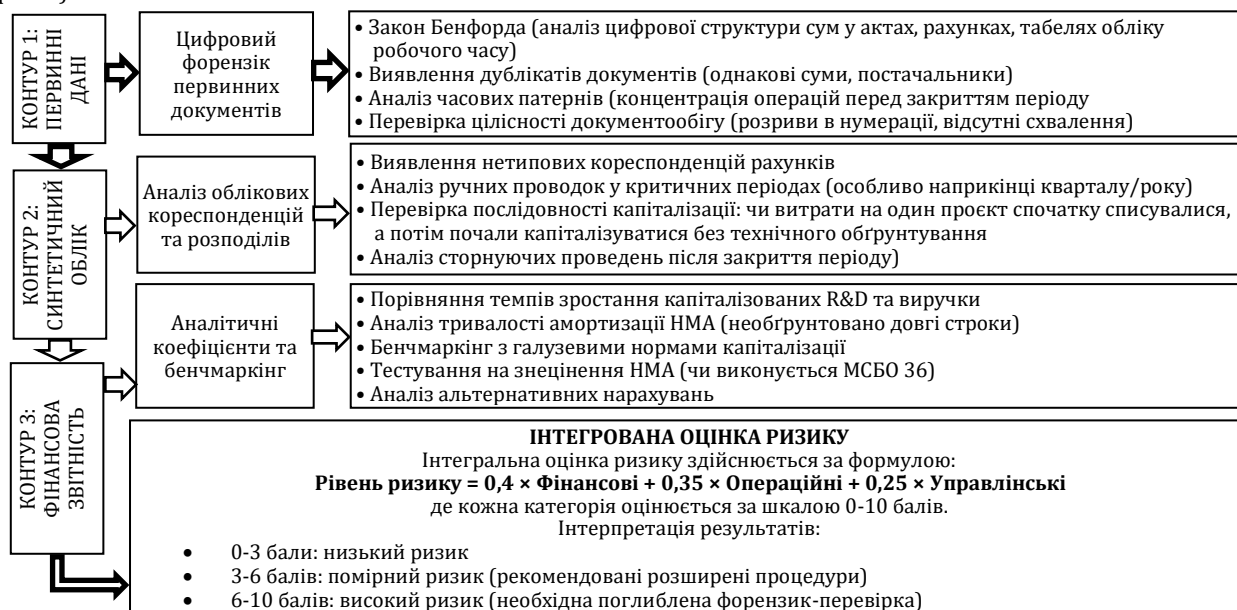 КОНТУР 1:
ПЕРВИННІ
ДАНІ
Цифровий
форензік
первинних
документів
• Закон Бенфорда (аналіз цифрової структури сум у актах, рахунках, табелях обліку
робочого часу)
• Виявлення дублікатів документів (однакові суми, постачальники)
• Аналіз часових патернів (концентрація операцій перед закриттям періоду
• Перевірка цілісності документообігу (розриви в нумерації, відсутні схвалення)
КОНТУР 2:
СИНТЕТИЧНИЙ
ОБЛІК
Аналіз облікових
кореспонденцій
та розподілів
• Виявлення нетипових кореспонденцій рахунків
• Аналіз ручних проводок у критичних періодах (особливо наприкінці кварталу/року)
• Перевірка послідовності капіталізації: чи витрати на один проєкт спочатку списувалися,
а потім почали капіталізуватися без технічного обґрунтування
• Аналіз сторнуючих проведень після закриття періоду)
КОНТУР 3:
ФІНАНСОВА
ЗВІТНІСТЬ
Аналітичні
коефіцієнти та
бенчмаркінг
• Порівняння темпів зростання капіталізованих R&D та виручки
• Аналіз тривалості амортизації НМА (необґрунтовано довгі строки)
• Бенчмаркінг з галузевими нормами капіталізації
• Тестування на знецінення НМА (чи виконується МСБО 36)
• Аналіз альтернативних нарахувань
ІНТЕГРОВАНА ОЦІНКА РИЗИКУ
Інтегральна оцінка ризику здійснюється за формулою:
Рівень ризику = 0,4 × Фінансові + 0,35 × Операційні + 0,25 × Управлінські
де кожна категорія оцінюється за шкалою 0-10 балів.
Інтерпретація результатів:
• 0-3 бали: низький ризик
• 3-6 балів: помірний ризик (рекомендовані розширені процедури)
• 6-10 балів: високий ризик (необхідна поглиблена форензик-перевірка)